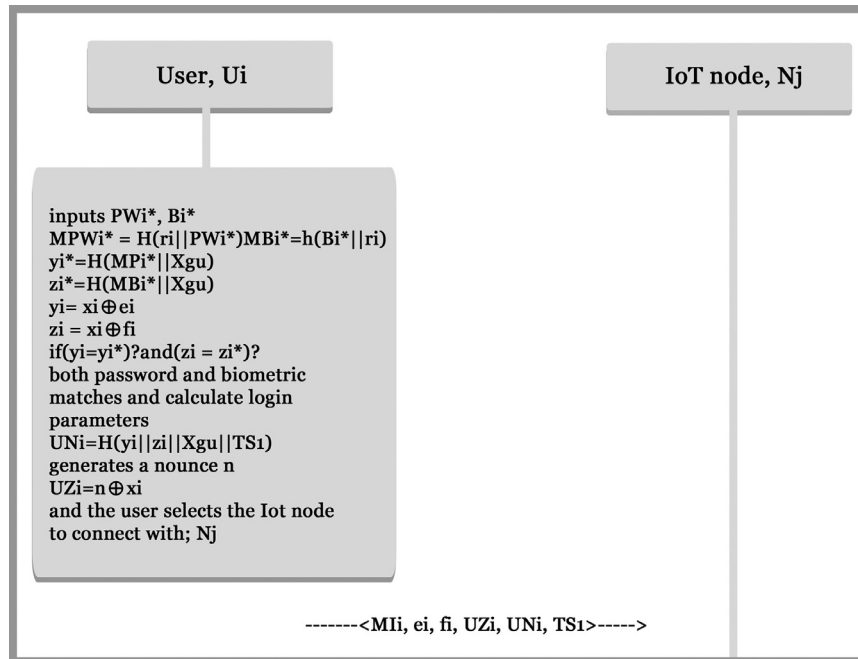 User, Ui
IoT node, Nj
inputs PWi*, Bi*
MPWi* = H(ri||PWi*)MBi*=h(Bi*||ri)
yi*=H(MPi*||Xgu)
zi*=H(MBi*||Xgu)
yi= xi⊕ei
zi = xi⊕fi
if(yi=yi*)?and(zi = zi*)?
both password and biometric
matches and calculate login
parameters
UNi=H(yi||zi||Xgu||TS1)
generates a nounce n
UZi=n⊕xi
and the user selects the Iot node
to connect with; Nj
-------<MIi, ei, fi, UZi, UNi, TS1>----->